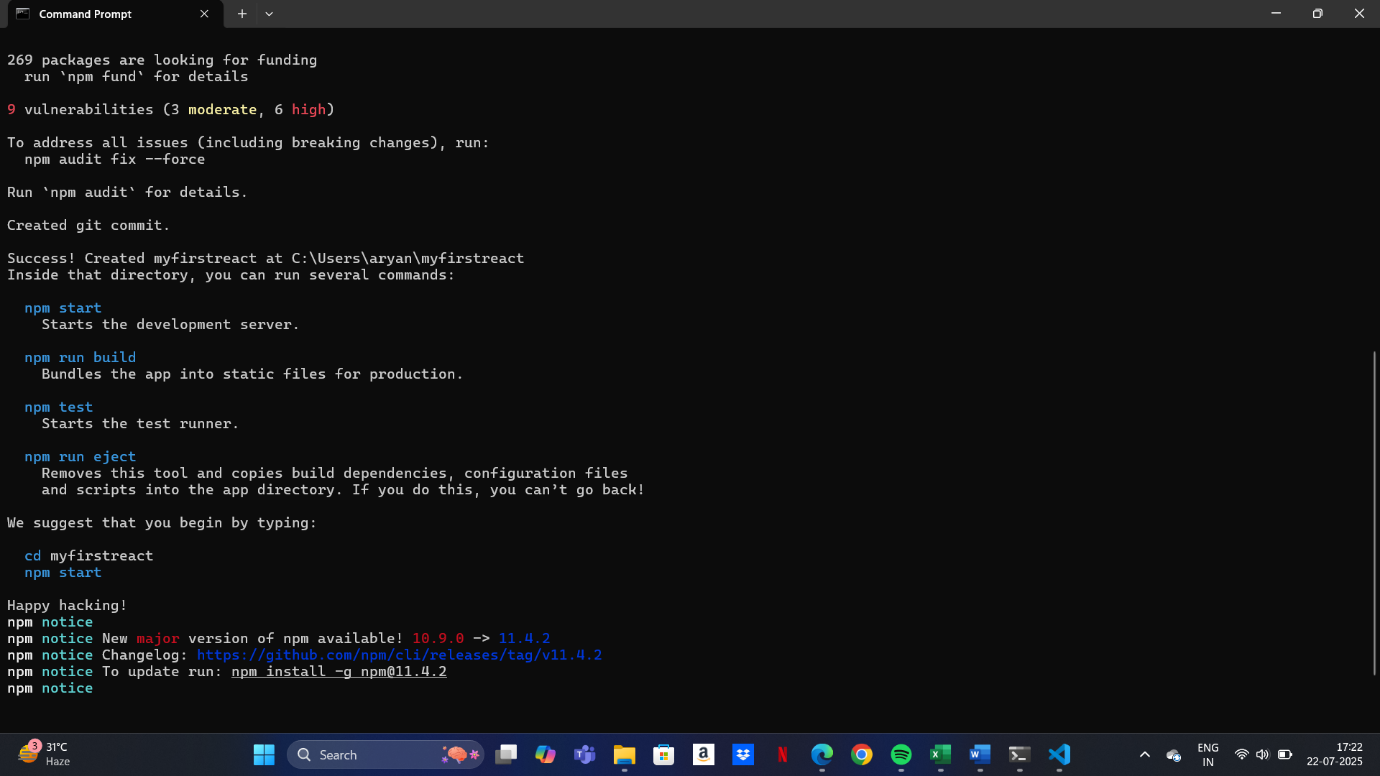 Command Prompt
269 packages are looking for funding
run `npm fund` for details
9 vulnerabilities (3 moderate, 6 high)
To address all issues (including breaking changes), run:
npm audit fix --force
Run `npm audit` for details.
Created git commit.
Success! Created myfirstreact at C:\Users\aryan\myfirstreact
Inside that directory, you can run several commands:
npm start
Starts the development server.
npm run build
Bundles the app into static files for production.
npm test
Starts the test runner.
npm run eject
Removes this tool and copies build dependencies, configuration files
and scripts into the app directory. If you do this, you can’t go back!
We suggest that you begin by typing:
cd myfirstreact
npm start
Happy hacking!
npm notice
npm notice New major version of npm available! 10.9.0 -> 11.4.2
npm notice Changelog: https://github.com/npm/cli/releases/tag/v11.4.2
npm notice To update run: npm install -g npm@11.4.2
npm notice
3
31°C
Haze
Search
ENG
IN
17:22
22-07-2025